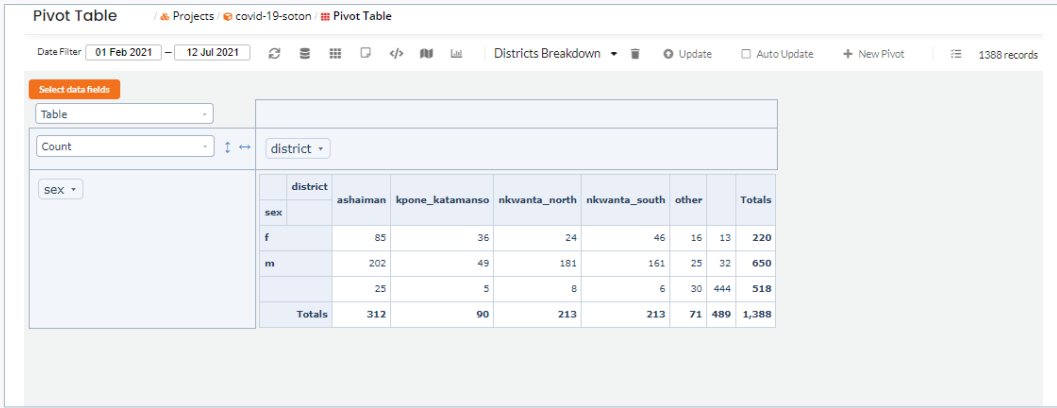 Pivot Table / Projects / covid-19-soton / Pivot Table
Date Filter 01 Feb 2021 — 12 Jul 2021 </> Districts Breakdown Update Auto Update + New Pivot 1388 records
Select data fields
Table
Count
district
sex
district ashaiman kpone_katamanso nkwanta_north nkwanta_south other Totals
sex
f 85 36 24 46 16 13 220
m 202 49 181 161 25 32 650
25 5 8 6 30 444 518
Totals 312 90 213 213 71 489 1,388